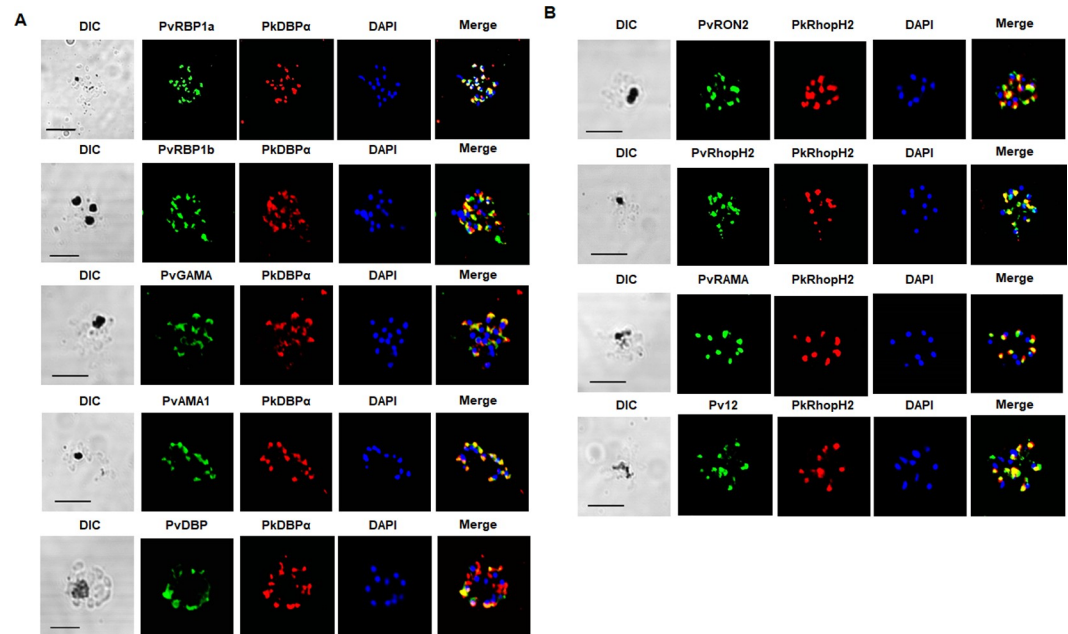 A
DIC PvRBP1a PkDBPα DAPI Merge
DIC PvRBP1b PkDBPα DAPI Merge
DIC PvGAMA PkDBPα DAPI Merge
DIC PvAMA1 PkDBPα DAPI Merge
DIC PvDBP PkDBPα DAPI Merge
B
DIC PvRON2 PkRhopH2 DAPI Merge
DIC PvRhopH2 PkRhopH2 DAPI Merge
DIC PvRAMA PkRhopH2 DAPI Merge
DIC Pv12 PkRhopH2 DAPI Merge